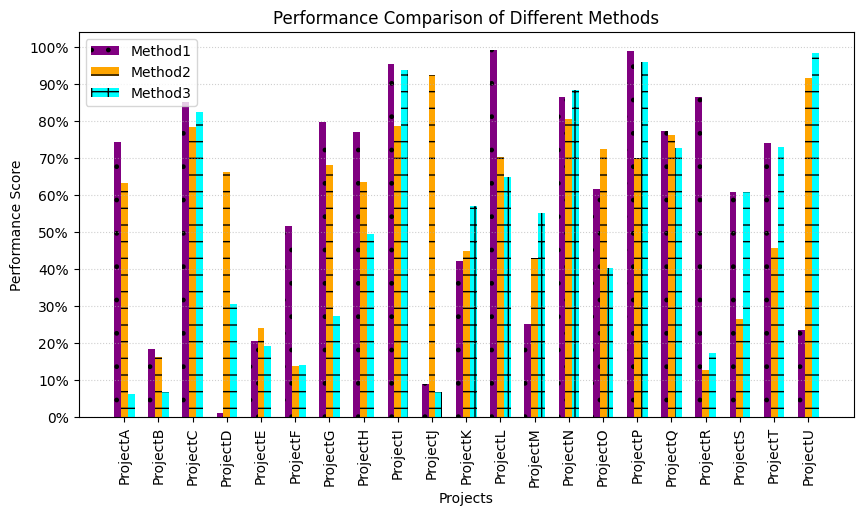 Performance Comparison of Different Methods
Method1
Method2
Method3
100%
90%
80%
70%
60%
50%
40%
30%
20%
10%
0%
Performance Score
ProjectA
ProjectB
ProjectC
ProjectD
ProjectE
ProjectF
ProjectG
ProjectH
ProjectI
ProjectJ
ProjectK
ProjectL
ProjectM
ProjectN
ProjectO
ProjectP
ProjectQ
ProjectR
ProjectS
ProjectT
ProjectU
Projects